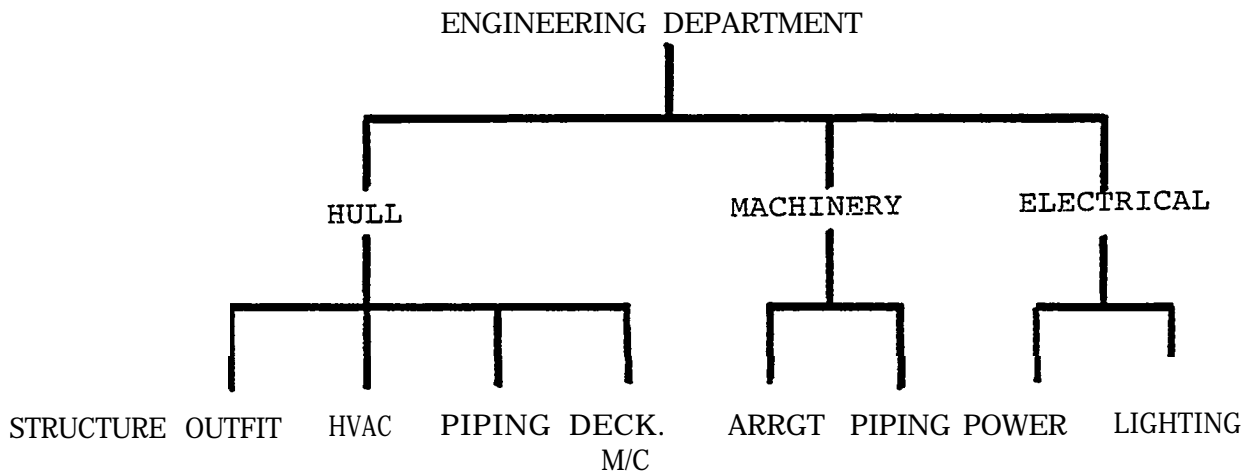 ENGINEERING DEPARTMENT
HULL MACHINERY ELECTRICAL
STRUCTURE OUTFIT HVAC PIPING DECK. ARRGT PIPING POWER LIGHTING
M/C